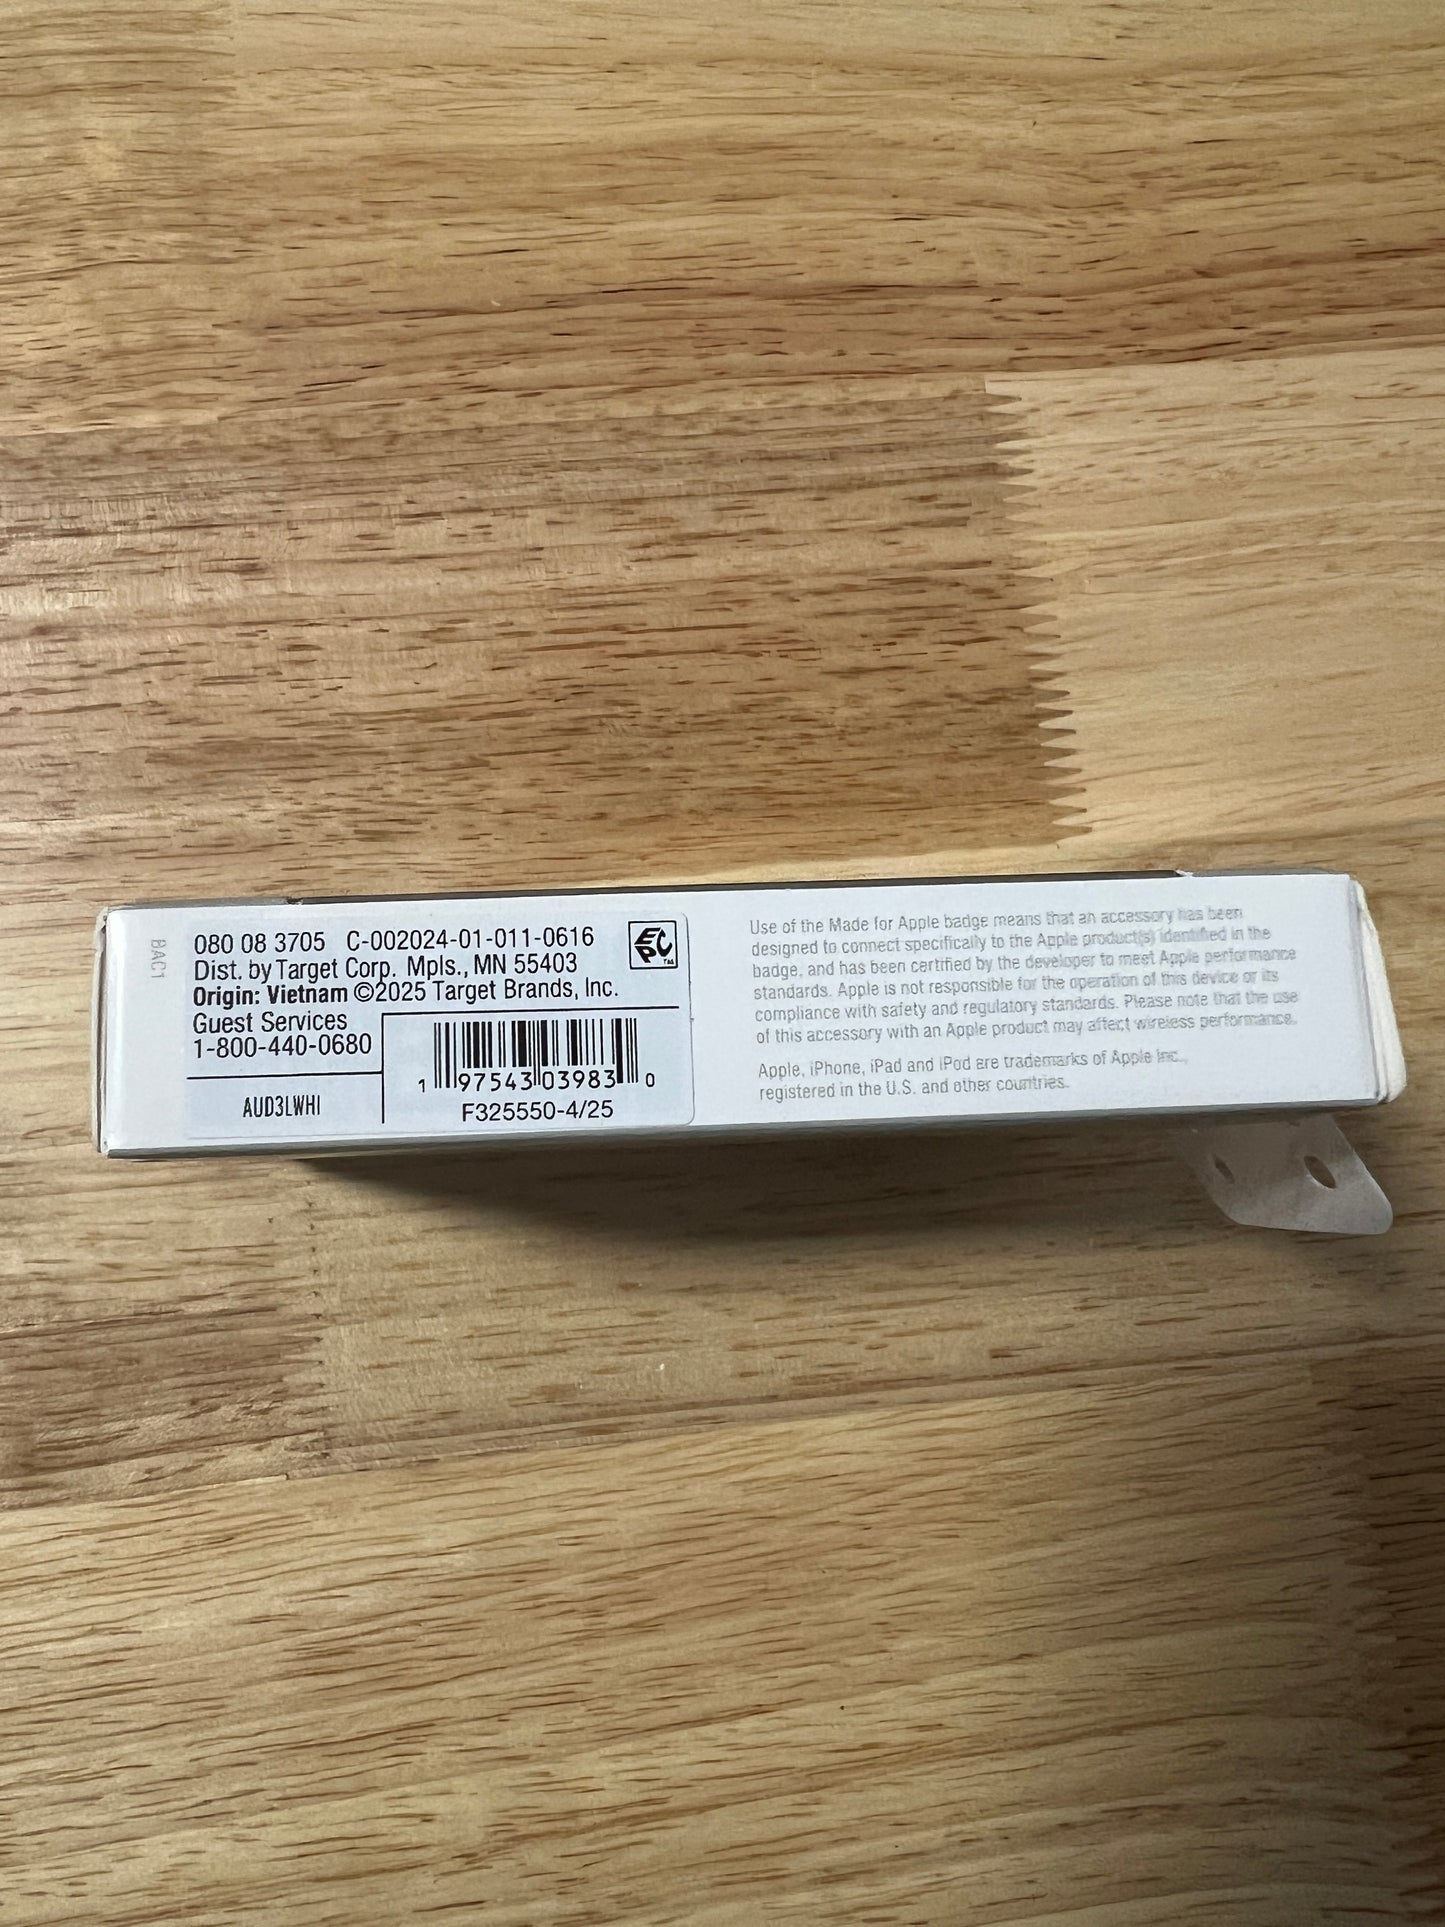 BAC1
080 08 3705 C-002024-01-011-0616
Dist. by Target Corp. Mpls., MN 55403
Origin: Vietnam ©2025 Target Brands, Inc.
Guest Services
1-800-440-0680
AUD3LWHI
EPC™
1 97543 03983 0
F325550-4/25
Use of the Made for Apple badge means that an accessory has been
designed to connect specifically to the Apple product(s) identified in the
badge, and has been certified by the developer to meet Apple performance
standards. Apple is not responsible for the operation of this device or its
compliance with safety and regulatory standards. Please note that the use
of this accessory with an Apple product may affect wireless performance.
Apple, iPhone, iPad and iPod are trademarks of Apple Inc.,
registered in the U.S. and other countries.